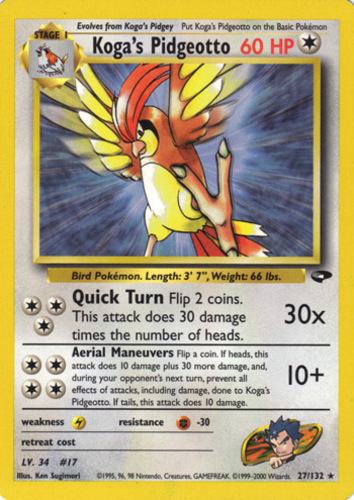 Evolves from Koga's Pidgey Put Koga's Pidgeotto on the Basic Pokémon
STAGE 1
Koga's Pidgeotto 60 HP
Bird Pokémon. Length: 3' 7", Weight: 66 lbs.
Quick Turn Flip 2 coins.
This attack does 30 damage
times the number of heads.
30x
Aerial Maneuvers Flip a coin. If heads, this
attack does 10 damage plus 30 more damage, and,
during your opponent's next turn, prevent all
effects of attacks, including damage, done to Koga's
Pidgeotto. If tails, this attack does 10 damage.
10+
weakness resistance -30
retreat cost
LV. 34 #17
Illus. Ken Sugimori ©1995, 96, 98 Nintendo, Creatures, GAMEFREAK. ©1999-2000 Wizards. 27/132 ★